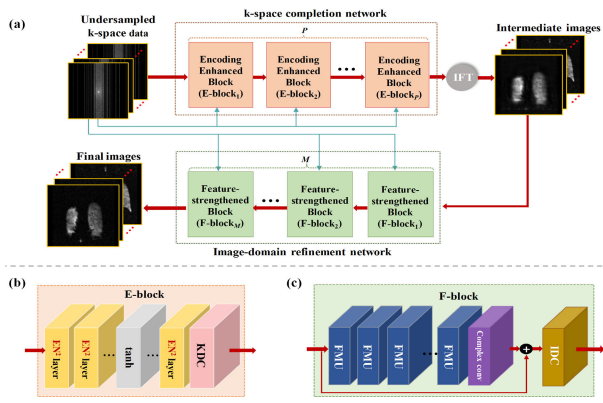 (a)
Undersampled
k-space data
k-space completion network
P
Encoding
Enhanced
Block
(E-block1)
Encoding
Enhanced
Block
(E-block2)
...
Encoding
Enhanced
Block
(E-blockP)
IFT
Intermediate images
Final images
M
Feature-
strengthened
Block
(F-blockM)
...
Feature-
strengthened
Block
(F-block2)
Feature-
strengthened
Block
(F-block1)
Image-domain refinement network
(b)
E-block
EN² layer
EN² layer
...
tanh
...
EN² layer
KDC
(c)
F-block
FMU
FMU
FMU
...
FMU
Complex conv
+
IDC